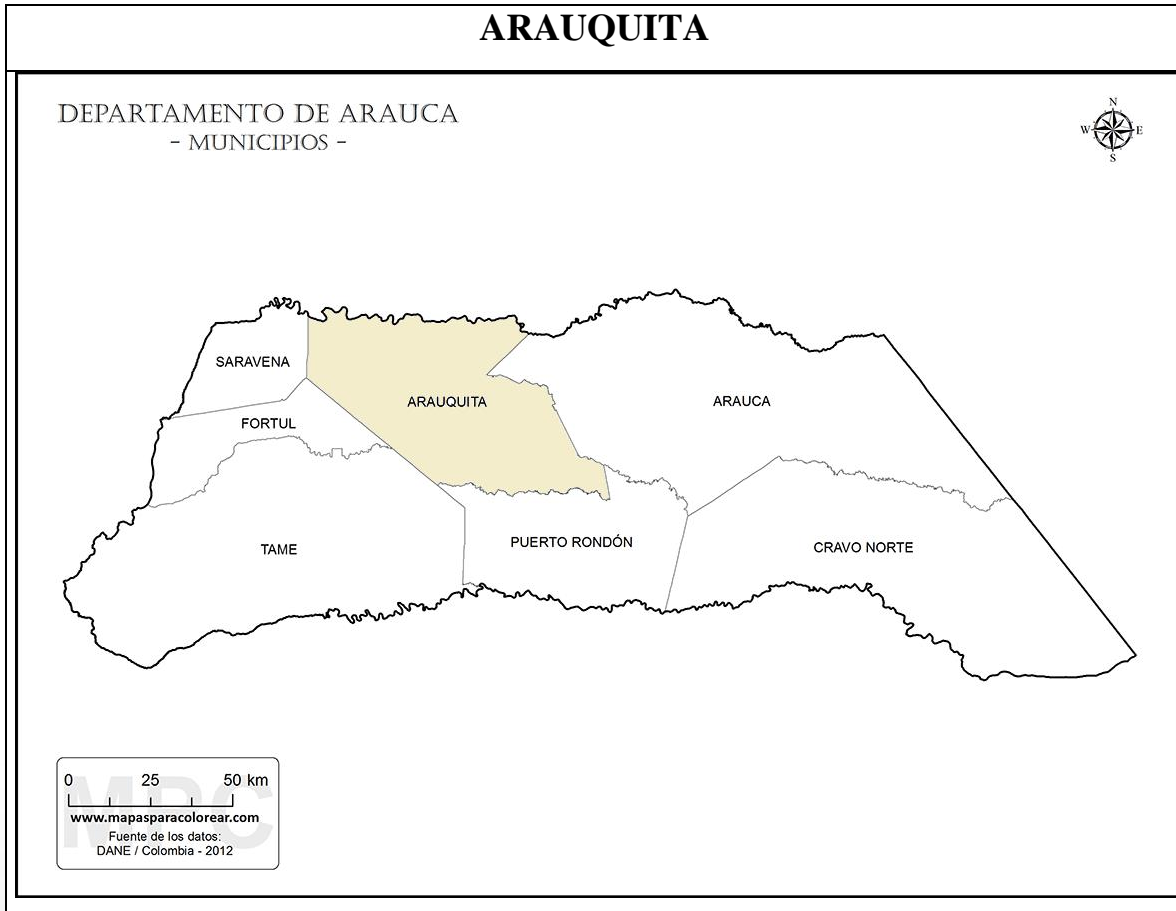 ARAUQUITA
DEPARTAMENTO DE ARAUCA
- MUNICIPIOS -
N
W E
S
SARAVENA
ARAUQUITA
ARAUCA
FORTUL
TAME
PUERTO RONDÓN
CRAVO NORTE
0 25 50 km
MPC
www.mapasparacolorear.com
Fuente de los datos:
DANE / Colombia - 2012